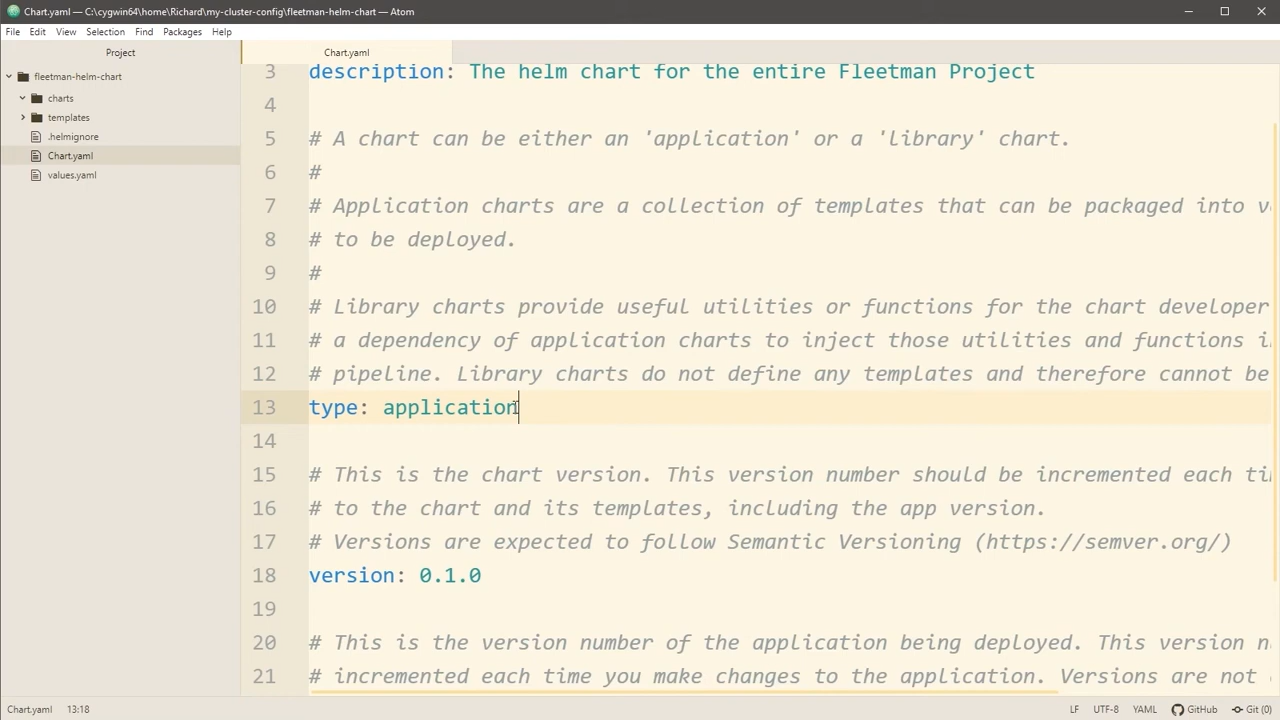 Chart.yaml — C:\cygwin64\home\Richard\my-cluster-config\fleetman-helm-chart — Atom
File Edit View Selection Find Packages Help
Project
fleetman-helm-chart
charts
templates
.helmignore
Chart.yaml
values.yaml
Chart.yaml
3 description: The helm chart for the entire Fleetman Project
4
5 # A chart can be either an 'application' or a 'library' chart.
6 #
7 # Application charts are a collection of templates that can be packaged into v
8 # to be deployed.
9 #
10 # Library charts provide useful utilities or functions for the chart developer
11 # a dependency of application charts to inject those utilities and functions i
12 # pipeline. Library charts do not define any templates and therefore cannot be
13 type: application
14
15 # This is the chart version. This version number should be incremented each ti
16 # to the chart and its templates, including the app version.
17 # Versions are expected to follow Semantic Versioning (https://semver.org/)
18 version: 0.1.0
19
20 # This is the version number of the application being deployed. This version n
21 # incremented each time you make changes to the application. Versions are not
Chart.yaml 13:18 LF UTF-8 YAML GitHub Git (0)